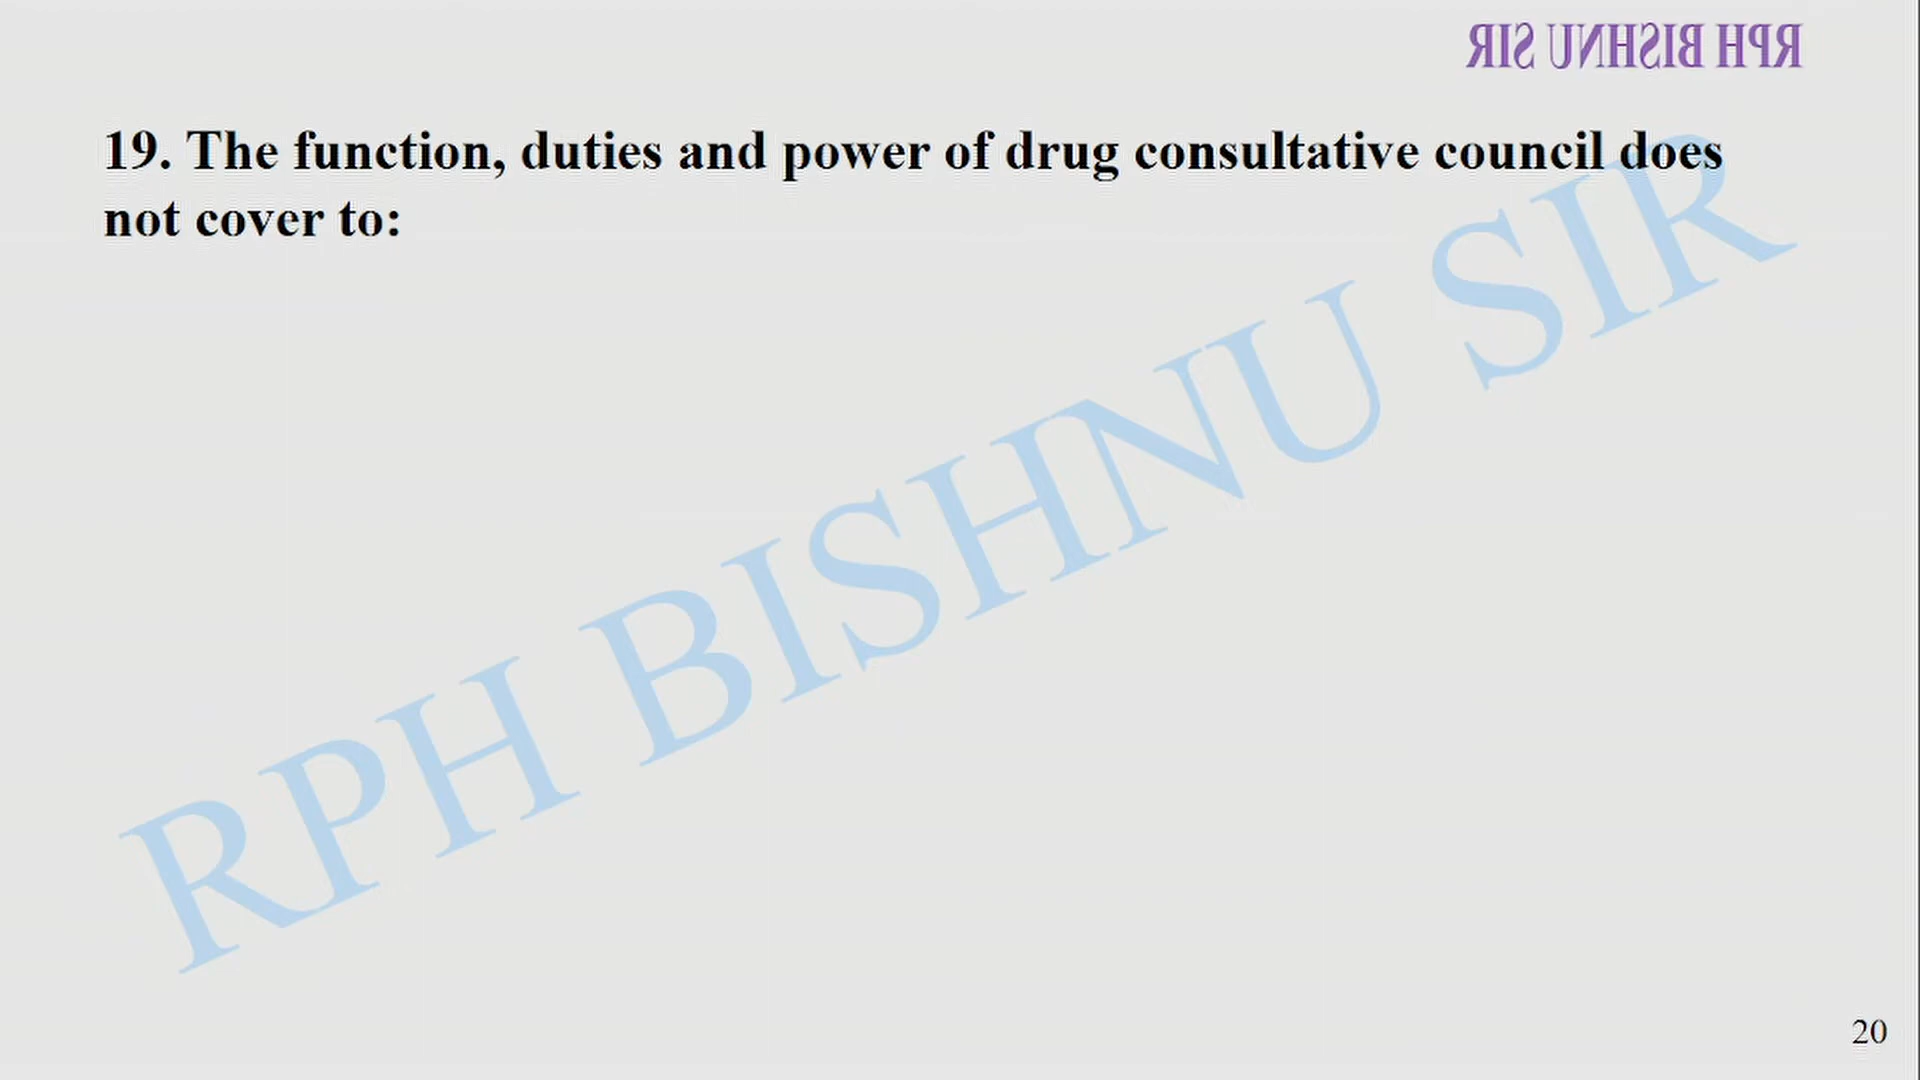 RPH BISHNU SIR
19. The function, duties and power of drug consultative council does
not cover to:
RPH BISHNU SIR
20